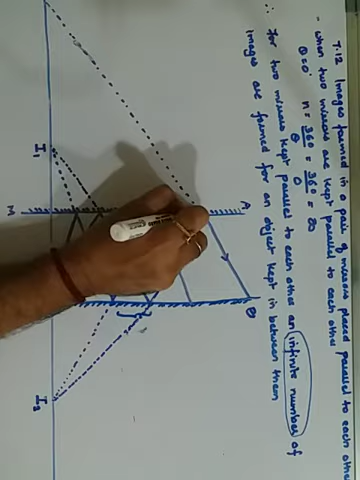 7.12 Images formed in a pair of mirrors placed parallel to each other
- when two mirrors are kept parallel to each other
θ=0° n = 360/θ = 360/0 = ∞
∴ For two mirrors kept parallel to each other an infinite number of
images are formed for an object kept in between them
I₁
M
A
B
I₂